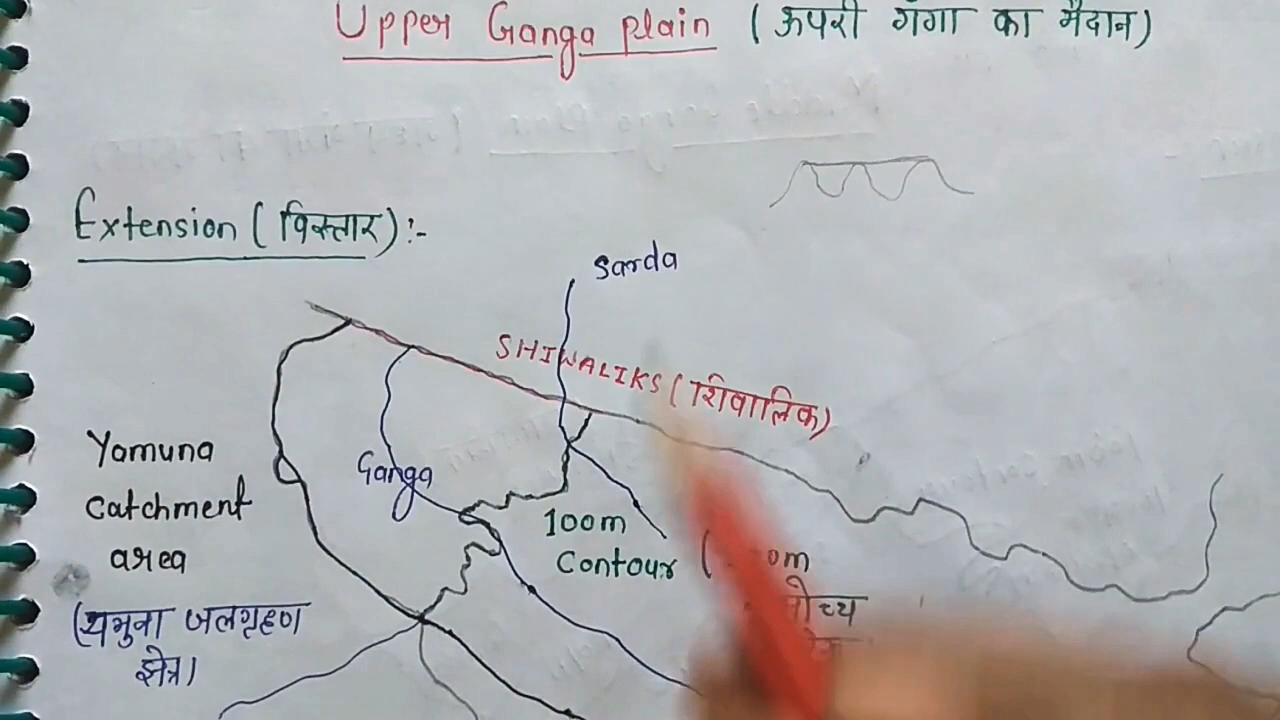 Upper Ganga plain (ऊपरी गंगा का मैदान)
Extension (विस्तार) :-
Sarda
SHIWALIKS (शिवालिक)
Yamuna
Catchment
area
(यमुना जलग्रहण
क्षेत्र)
Ganga
100m
Contour (